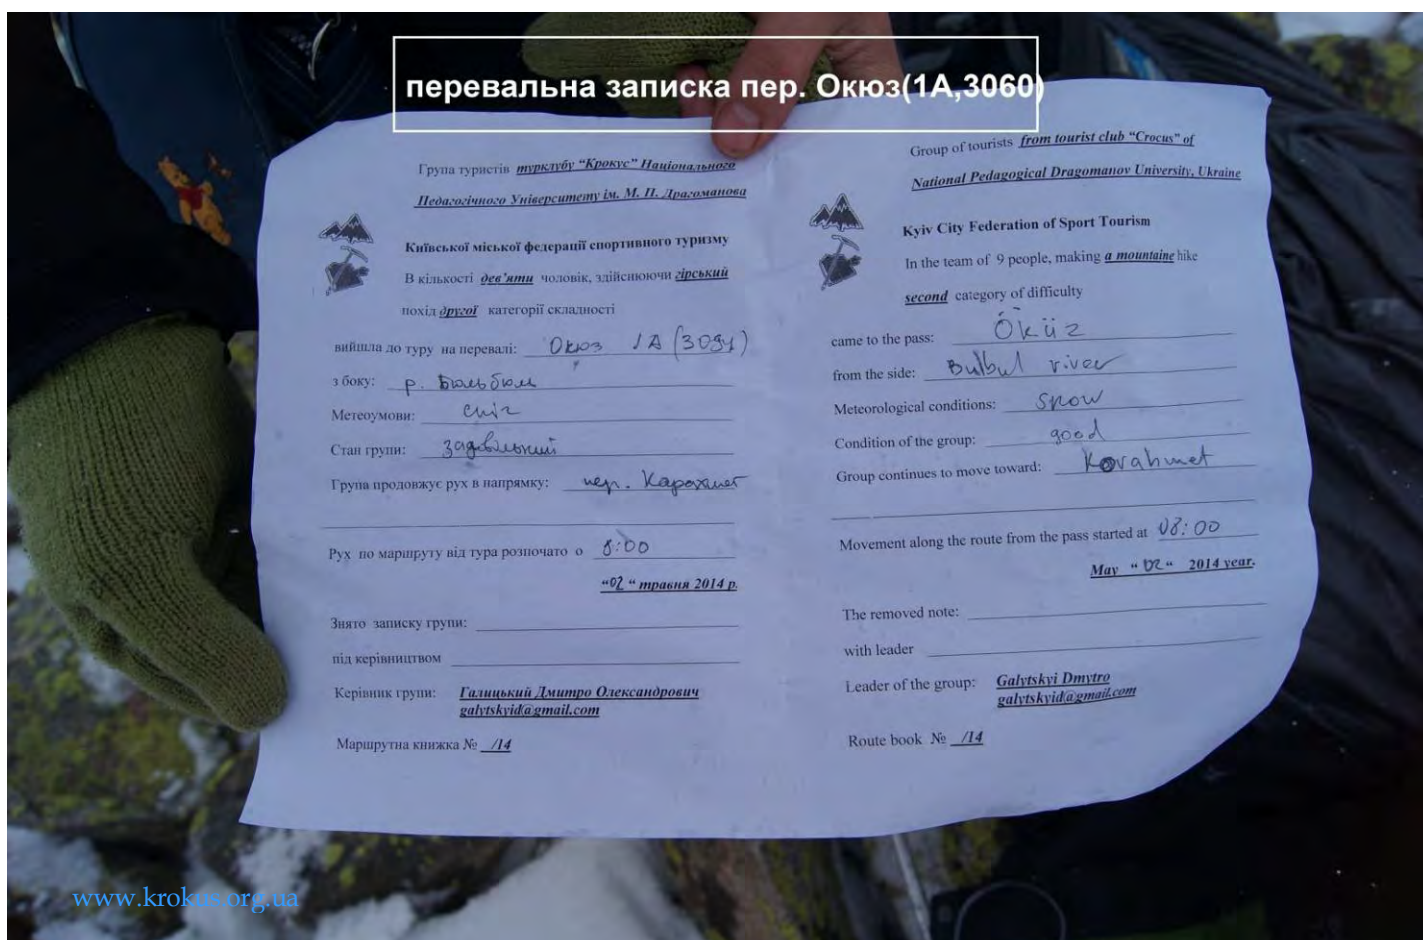 перевальна записка пер. Окюз(1А,3060)
Група туристів турклубу “Крокус” Національного
Педагогічного Університету ім. М. П. Драгоманова
Київської міської федерації спортивного туризму
В кількості дев’яти чоловік, здійснюючи гірський
похід другої категорії складності
вийшла до туру на перевалі: Окюз 1А (3094)
з боку: р. Бюльбюль
Метеоумови: сніг
Стан групи: задовільний
Група продовжує рух в напрямку: пер. Карахмет
Рух по маршруту від тура розпочато о 8:00
“02 “ травня 2014 р.
Знято записку групи:
під керівництвом
Керівник групи: Галицький Дмитро Олександрович
galytskyid@gmail.com
Маршрутна книжка № /14
Group of tourists from tourist club “Crocus” of
National Pedagogical Dragomanov University, Ukraine
Kyiv City Federation of Sport Tourism
In the team of 9 people, making a mountaine hike
second category of difficulty
came to the pass: Öküz
from the side: Bulbul river
Meteorological conditions: snow
Condition of the group: good
Group continues to move toward: Korahmet
Movement along the route from the pass started at 08:00
May “ 02 “ 2014 year.
The removed note:
with leader
Leader of the group: Galytskyi Dmytro
galytskyid@gmail.com
Route book № /14
www.krokus.org.ua